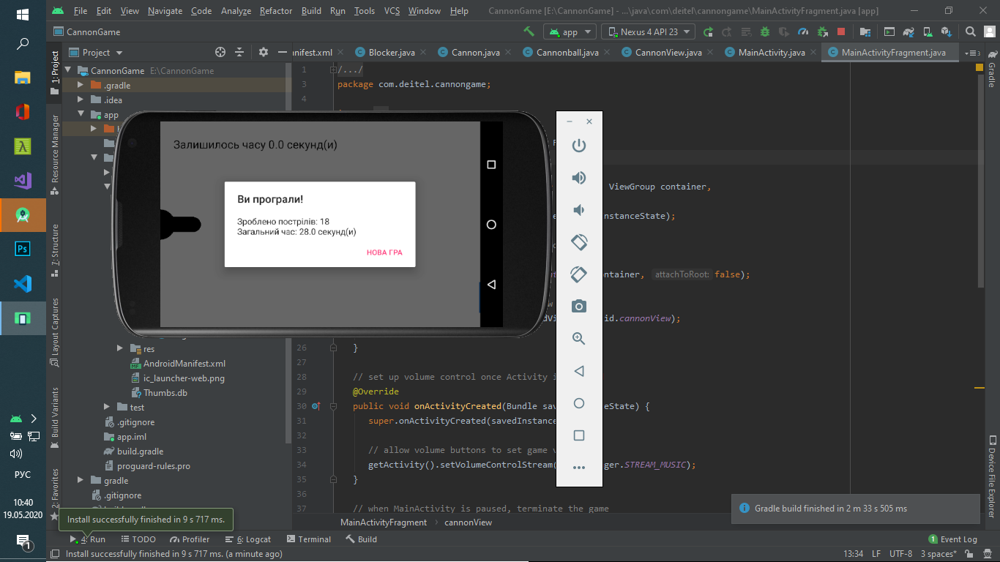 File Edit View Navigate Code Analyze Refactor Build Run Tools VCS Window Help CannonGame [E:\CannonGame] - ...\java\com\deitel\cannongame\MainActivityFragment.java [app]
CannonGame
app
Nexus 4 API 23
Project
anifest.xml
Blocker.java
Cannon.java
Cannonball.java
CannonView.java
MainActivity.java
MainActivityFragment.java
1: Project
Resource Manager
7: Structure
Layout Captures
Build Variants
2: Favorites
Gradle
Device File Explorer
CannonGame E:\CannonGame
.gradle
.idea
app
res
AndroidManifest.xml
ic_launcher-web.png
Thumbs.db
test
.gitignore
app.iml
build.gradle
proguard-rules.pro
gradle
.gitignore
1 /.../
3 package com.deitel.cannongame;
4
ViewGroup container,
nstanceState);
ontainer, attachToRoot: false);
id.cannonView);
26 }
27
28 // set up volume control once Activity i
29 @Override
30 public void onActivityCreated(Bundle sav eState) {
31 super.onActivityCreated(savedInstanc
32
33 // allow volume buttons to set game v
34 getActivity().setVolumeControlStream( ger.STREAM_MUSIC);
35 }
36
37 // when MainActivity is paused, terminate the game
Залишилось часу 0.0 секунд(и)
Ви програли!
Зроблено пострілів: 18
Загальний час: 28.0 секунд(и)
НОВА ГРА
MainActivityFragment › cannonView
Gradle build finished in 2 m 33 s 505 ms
Install successfully finished in 9 s 717 ms.
4: Run TODO Profiler 6: Logcat Terminal Build 1 Event Log
Install successfully finished in 9 s 717 ms. (a minute ago) 13:34 LF UTF-8 3 spaces*
Ps
РУС
10:40
19.05.2020
1